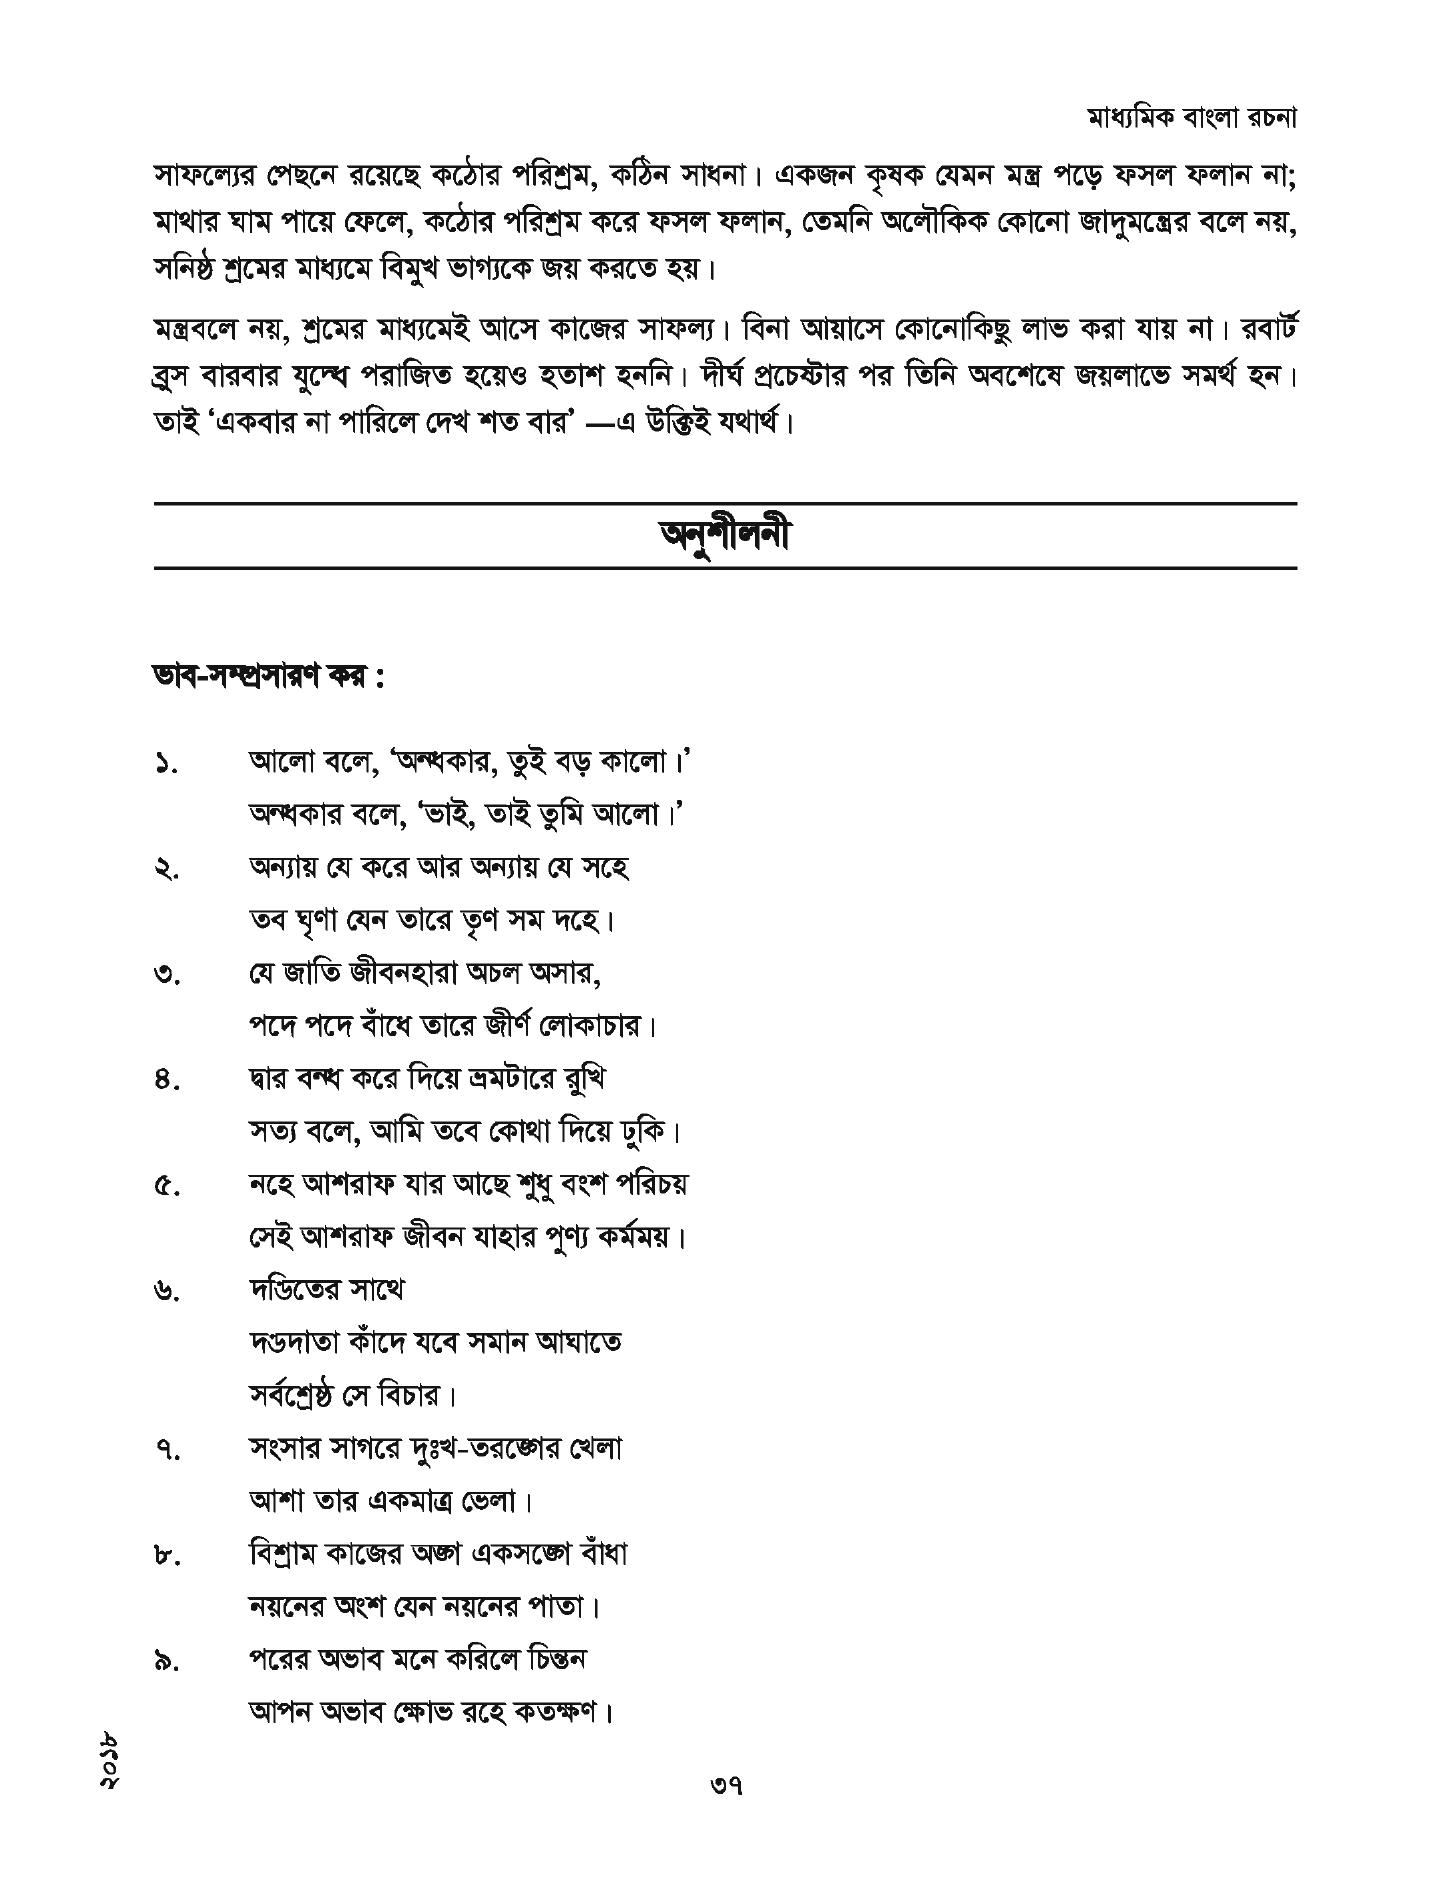 মাধ্যমিক বাংলা রচনা
সাফল্যের পেছনে রয়েছে কঠোর পরিশ্রম, কঠিন সাধনা। একজন কৃষক যেমন মন্ত্র পড়ে ফসল ফলান না;
মাথার ঘাম পায়ে ফেলে, কঠোর পরিশ্রম করে ফসল ফলান, তেমনি অলৌকিক কোনো জাদুমন্ত্রের বলে নয়,
সনিষ্ঠ শ্রমের মাধ্যমে বিমুখ ভাগ্যকে জয় করতে হয়।
মন্ত্রবলে নয়, শ্রমের মাধ্যমেই আসে কাজের সাফল্য। বিনা আয়াসে কোনোকিছু লাভ করা যায় না। রবার্ট
ব্রুস বারবার যুদ্ধে পরাজিত হয়েও হতাশ হননি। দীর্ঘ প্রচেষ্টার পর তিনি অবশেষে জয়লাভে সমর্থ হন।
তাই ‘একবার না পারিলে দেখ শত বার’ —এ উক্তিই যথার্থ।
অনুশীলনী
ভাব-সম্প্রসারণ কর :
১. আলো বলে, ‘অন্ধকার, তুই বড় কালো।’
অন্ধকার বলে, ‘ভাই, তাই তুমি আলো।’
২. অন্যায় যে করে আর অন্যায় যে সহে
তব ঘৃণা যেন তারে তৃণ সম দহে।
৩. যে জাতি জীবনহারা অচল অসার,
পদে পদে বাঁধে তারে জীর্ণ লোকাচার।
৪. দ্বার বন্ধ করে দিয়ে ভ্রমটারে রুখি
সত্য বলে, আমি তবে কোথা দিয়ে ঢুকি।
৫. নহে আশরাফ যার আছে শুধু বংশ পরিচয়
সেই আশরাফ জীবন যাহার পুণ্য কর্মময়।
৬. দণ্ডিতের সাথে
দণ্ডদাতা কাঁদে যবে সমান আঘাতে
সর্বশ্রেষ্ঠ সে বিচার।
৭. সংসার সাগরে দুঃখ-তরঙ্গের খেলা
আশা তার একমাত্র ভেলা।
৮. বিশ্রাম কাজের অঙ্গ একসঙ্গে বাঁধা
নয়নের অংশ যেন নয়নের পাতা।
৯. পরের অভাব মনে করিলে চিন্তন
আপন অভাব ক্ষোভ রহে কতক্ষণ।
২০১৮
৩৭